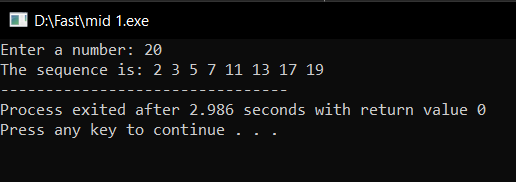 D:\Fast\mid 1.exe
Enter a number: 20
The sequence is: 2 3 5 7 11 13 17 19
--------------------------------
Process exited after 2.986 seconds with return value 0
Press any key to continue . . .